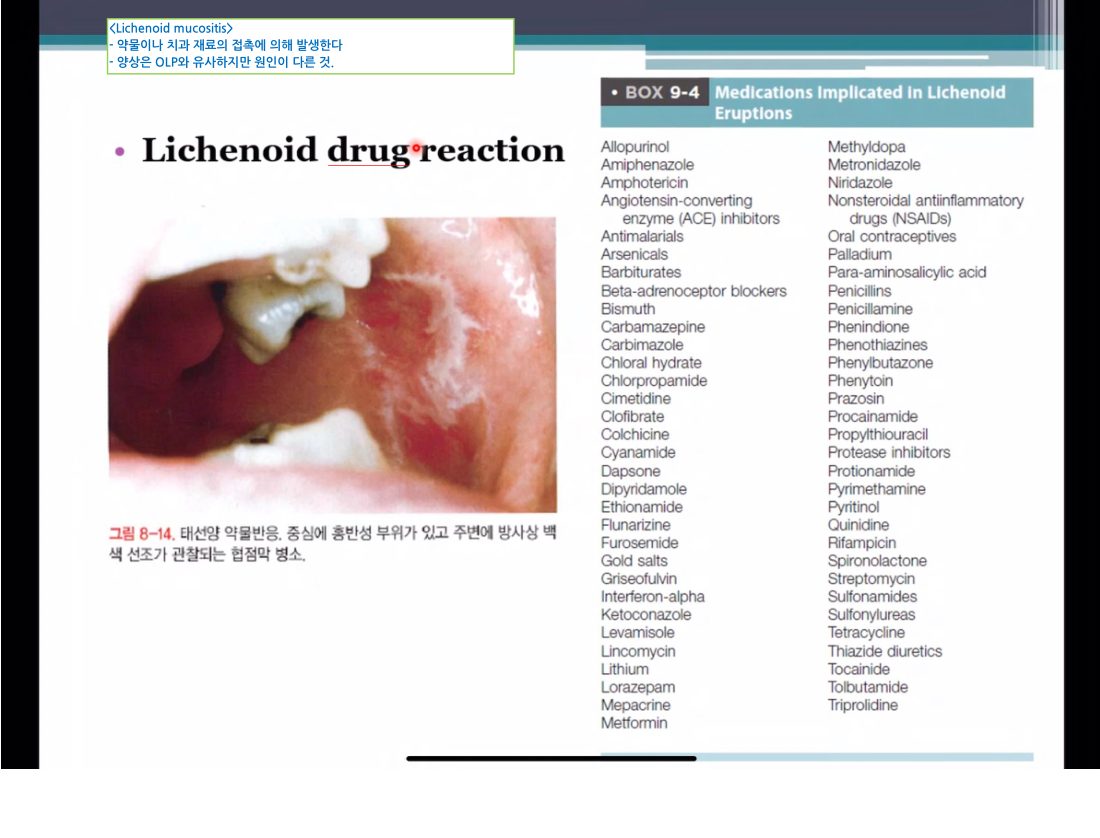 <Lichenoid mucositis>
- 약물이나 치과 재료의 접촉에 의해 발생한다
- 양상은 OLP와 유사하지만 원인이 다른 것.
• Lichenoid drug reaction
그림 8-14. 태선양 약물반응. 중심에 홍반성 부위가 있고 주변에 방사상 백
색 선조가 관찰되는 협점막 병소.
• BOX 9-4 Medications Implicated in Lichenoid
Eruptions
Allopurinol
Amiphenazole
Amphotericin
Angiotensin-converting
enzyme (ACE) inhibitors
Antimalarials
Arsenicals
Barbiturates
Beta-adrenoceptor blockers
Bismuth
Carbamazepine
Carbimazole
Chloral hydrate
Chlorpropamide
Cimetidine
Clofibrate
Colchicine
Cyanamide
Dapsone
Dipyridamole
Ethionamide
Flunarizine
Furosemide
Gold salts
Griseofulvin
Interferon-alpha
Ketoconazole
Levamisole
Lincomycin
Lithium
Lorazepam
Mepacrine
Metformin
Methyldopa
Metronidazole
Niridazole
Nonsteroidal antiinflammatory
drugs (NSAIDs)
Oral contraceptives
Palladium
Para-aminosalicylic acid
Penicillins
Penicillamine
Phenindione
Phenothiazines
Phenylbutazone
Phenytoin
Prazosin
Procainamide
Propylthiouracil
Protease inhibitors
Protionamide
Pyrimethamine
Pyritinol
Quinidine
Rifampicin
Spironolactone
Streptomycin
Sulfonamides
Sulfonylureas
Tetracycline
Thiazide diuretics
Tocainide
Tolbutamide
Triprolidine